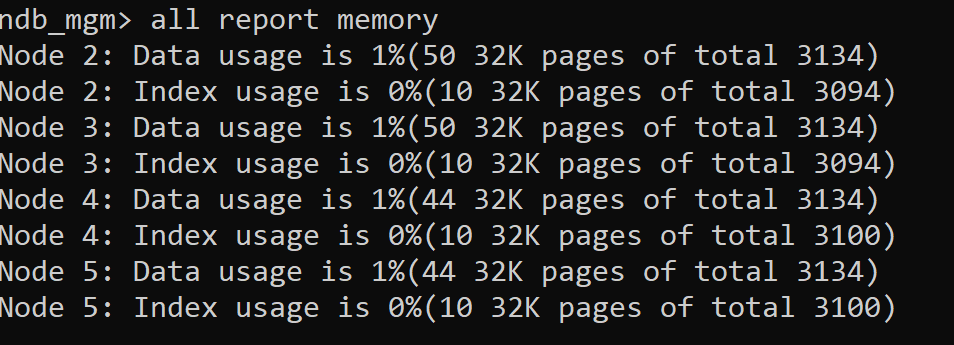 ndb_mgm> all report memory
Node 2: Data usage is 1%(50 32K pages of total 3134)
Node 2: Index usage is 0%(10 32K pages of total 3094)
Node 3: Data usage is 1%(50 32K pages of total 3134)
Node 3: Index usage is 0%(10 32K pages of total 3094)
Node 4: Data usage is 1%(44 32K pages of total 3134)
Node 4: Index usage is 0%(10 32K pages of total 3100)
Node 5: Data usage is 1%(44 32K pages of total 3134)
Node 5: Index usage is 0%(10 32K pages of total 3100)